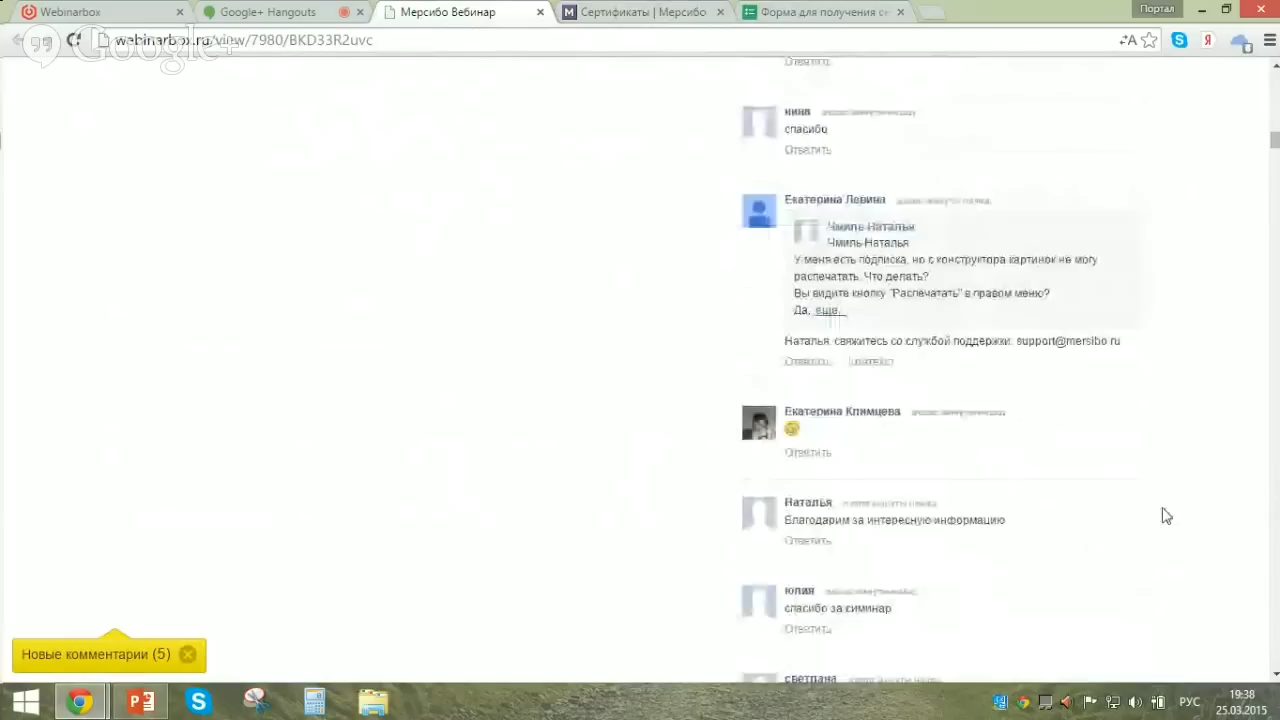 Webinarbox
Google+ Hangouts
Мерсибо Вебинар
Сертификаты | Мерсибо
Форма для получения се
Портал
webinarbox.ru/view/7980/BKD33R2uvc
Google+
Ответить
нина
спасибо
Ответить
Екатерина Левина
Чмиль Наталья
Чмиль Наталья
У меня есть подписка, но с конструктора картинок не могу
распечатать. Что делать?
Вы видите кнопку "Распечатать" в правом меню?
Да, еще...
Наталья, свяжитесь со службой поддержки: support@mersibo.ru
Ответить
Екатерина Климцева
Ответить
Наталья
Благодарим за интересную информацию
Ответить
юлия
спасибо за симинар
Ответить
светлана
Новые комментарии (5)
РУС
19:38
25.03.2015